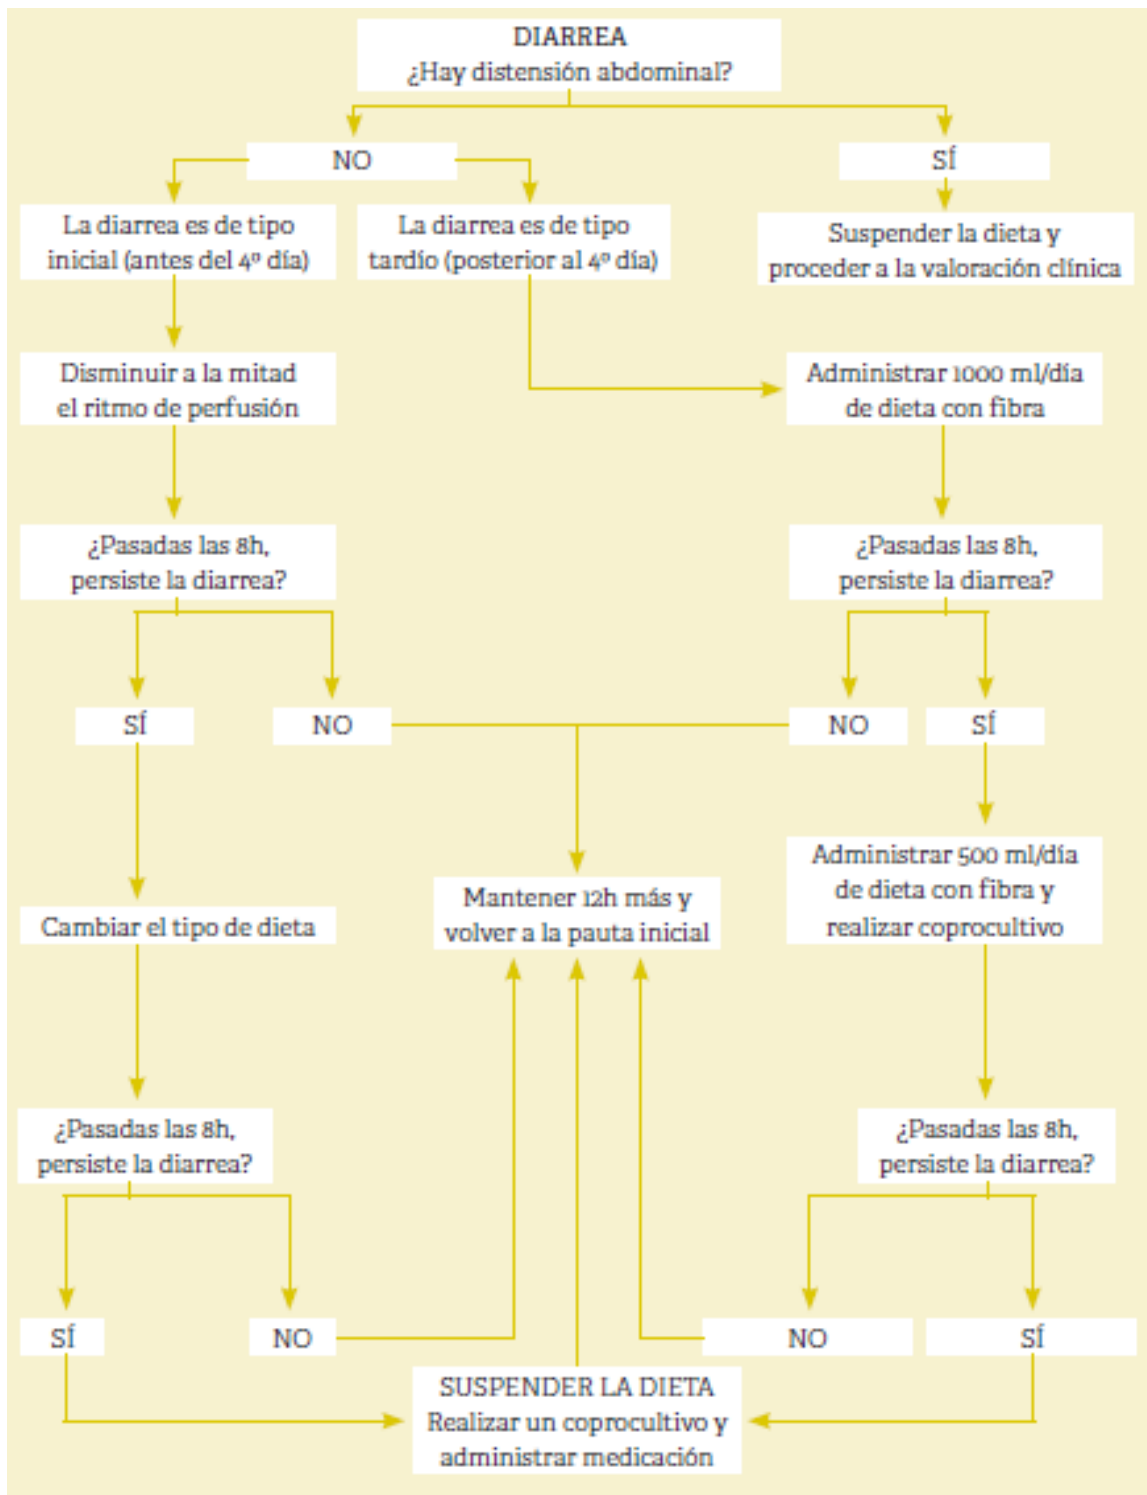 DIARREA
¿Hay distensión abdominal?
NO
SÍ
La diarrea es de tipo
inicial (antes del 4º día)
La diarrea es de tipo
tardío (posterior al 4º día)
Suspender la dieta y
proceder a la valoración clínica
Disminuir a la mitad
el ritmo de perfusión
Administrar 1000 ml/día
de dieta con fibra
¿Pasadas las 8h,
persiste la diarrea?
¿Pasadas las 8h,
persiste la diarrea?
SÍ
NO
NO
SÍ
Cambiar el tipo de dieta
Mantener 12h más y
volver a la pauta inicial
Administrar 500 ml/día
de dieta con fibra y
realizar coprocultivo
¿Pasadas las 8h,
persiste la diarrea?
¿Pasadas las 8h,
persiste la diarrea?
SÍ
NO
NO
SÍ
SUSPENDER LA DIETA
Realizar un coprocultivo y
administrar medicación